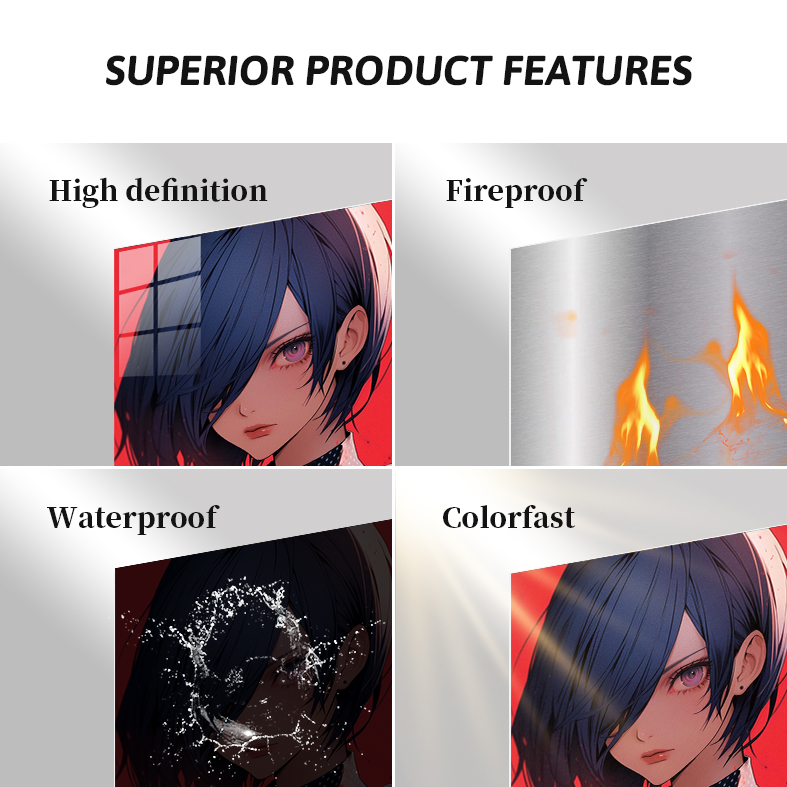 SUPERIOR PRODUCT FEATURES
High definition
Fireproof
Waterproof
Colorfast